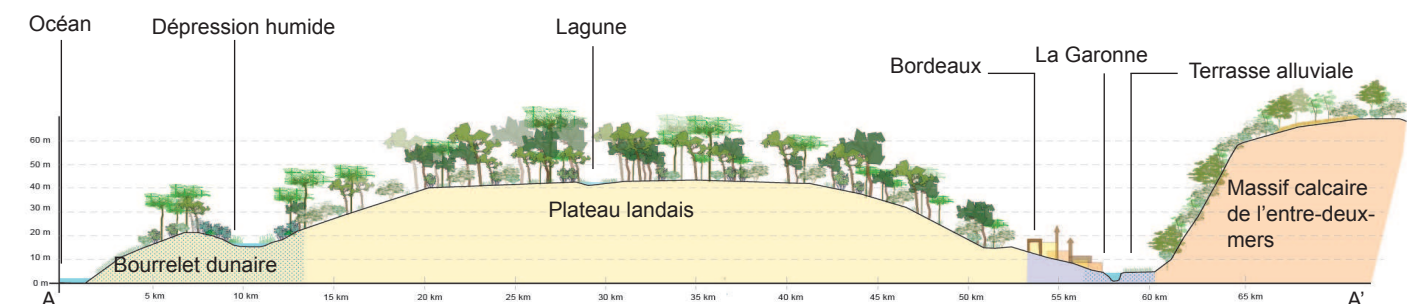 Océan
Dépression humide
Lagune
Bordeaux
La Garonne
Terrasse alluviale
60 m
50 m
40 m
30 m
20 m
10 m
0 m
Bourrelet dunaire
Plateau landais
Massif calcaire
de l'entre-deux-
mers
A
5 km
10 km
15 km
20 km
25 km
30 km
35 km
40 km
45 km
50 km
55 km
60 km
65 km
A'